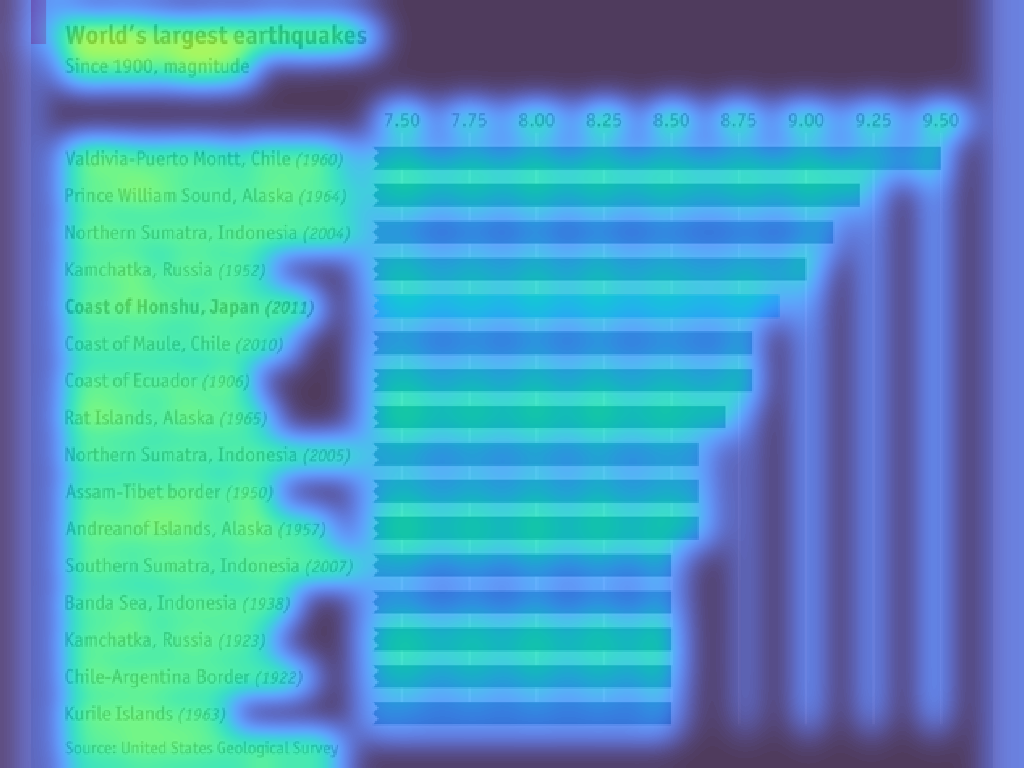 World's largest earthquakes
Since 1900, magnitude
7.50 7.75 8.00 8.25 8.50 8.75 9.00 9.25 9.50
Valdivia-Puerto Montt, Chile (1960)
Prince William Sound, Alaska (1964)
Northern Sumatra, Indonesia (2004)
Kamchatka, Russia (1952)
Coast of Honshu, Japan (2011)
Coast of Maule, Chile (2010)
Coast of Ecuador (1906)
Rat Islands, Alaska (1965)
Northern Sumatra, Indonesia (2005)
Assam-Tibet border (1950)
Andreanof Islands, Alaska (1957)
Southern Sumatra, Indonesia (2007)
Banda Sea, Indonesia (1938)
Kamchatka, Russia (1923)
Chile-Argentina Border (1922)
Kurile Islands (1963)
Source: United States Geological Survey